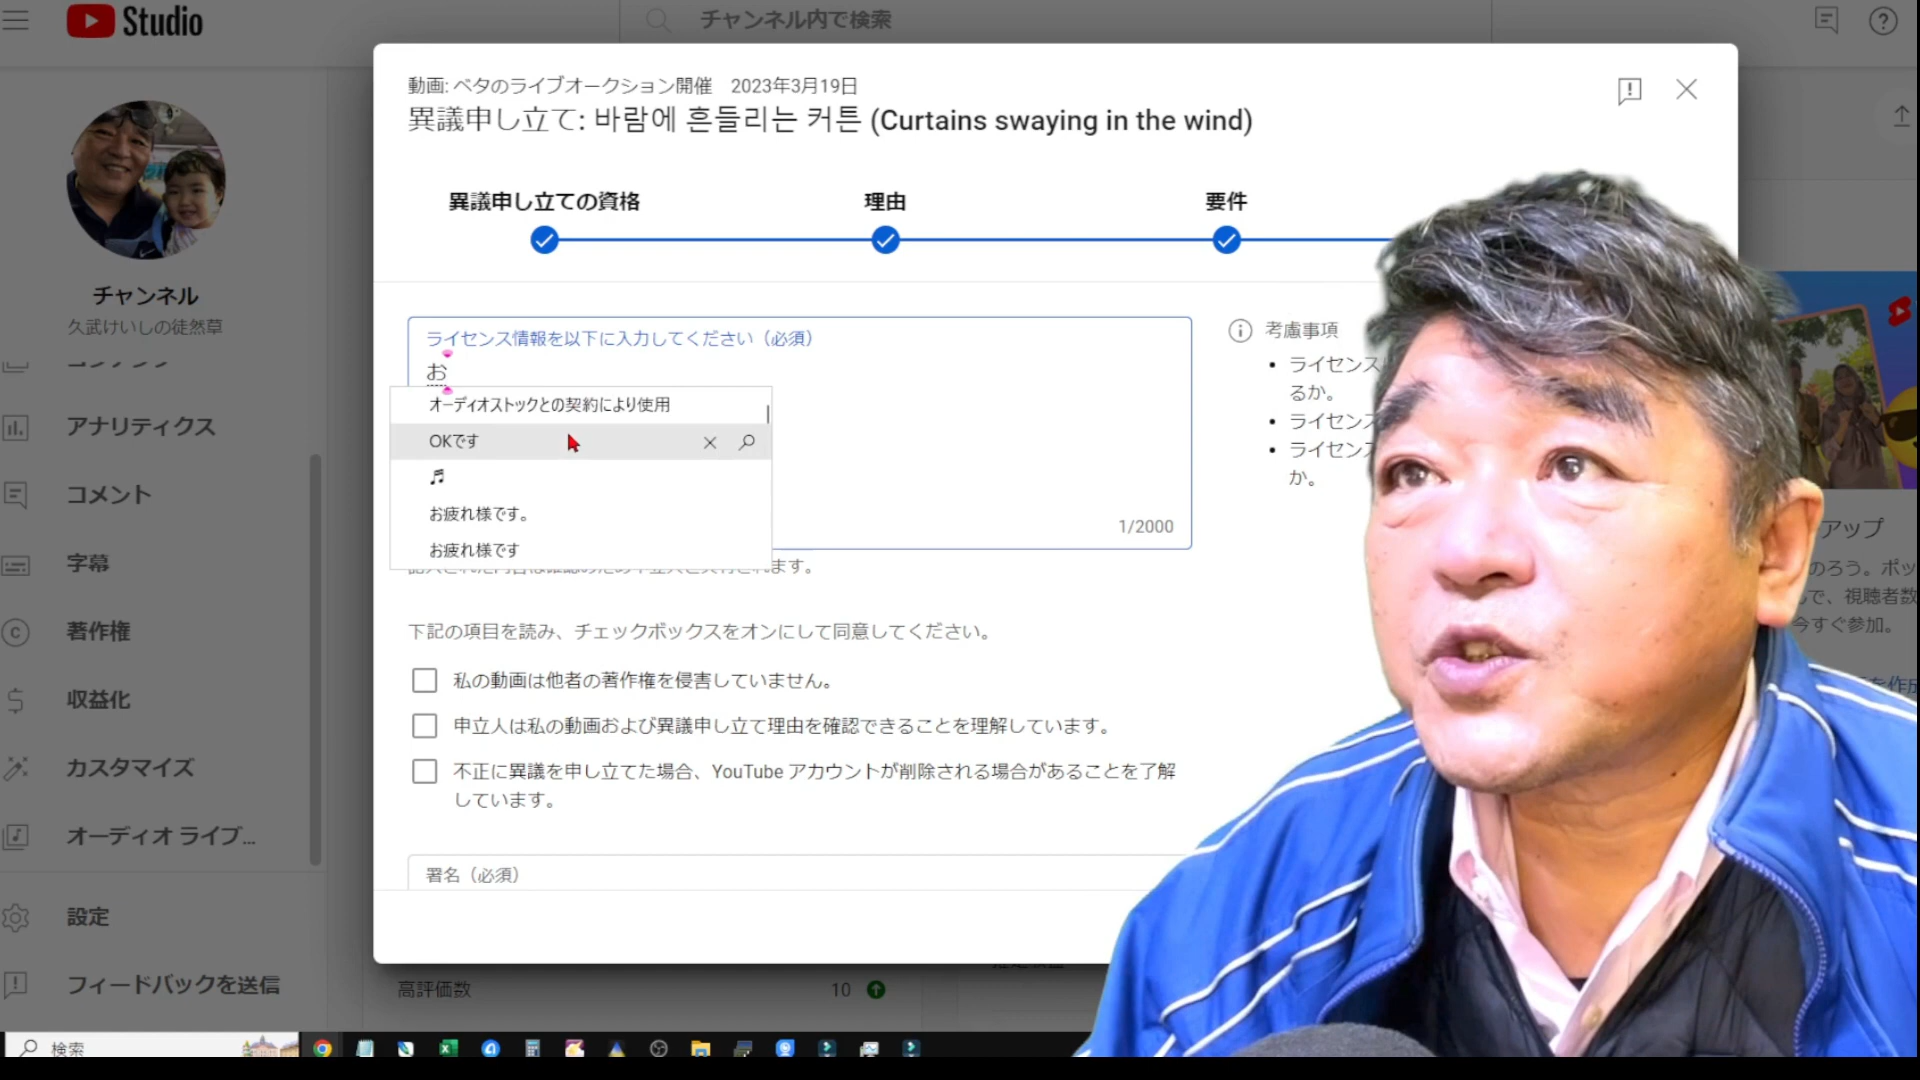 Studio
チャンネル内で検索
動画: ベタのライブオークション開催 2023年3月19日
異議申し立て: 바람에 흔들리는 커튼 (Curtains swaying in the wind)
異議申し立ての資格
理由
要件
チャンネル
久武けいしの徒然草
アナリティクス
コメント
字幕
著作権
収益化
カスタマイズ
オーディオ ライブ...
設定
フィードバックを送信
ライセンス情報を以下に入力してください（必須）
お
オーディオストックとの契約により使用
OKです
♬
お疲れ様です。
お疲れ様です
1/2000
ます。
考慮事項
ライセンス
るか。
ライセンス
ライセンス
か。
下記の項目を読み、チェックボックスをオンにして同意してください。
私の動画は他者の著作権を侵害していません。
申立人は私の動画および異議申し立て理由を確認できることを理解しています。
不正に異議を申し立てた場合、YouTube アカウントが削除される場合があることを了解
しています。
署名（必須）
高評価数
10
アップ
のろう。ポッ
で、視聴者数
今すぐ参加。
を作成
検索